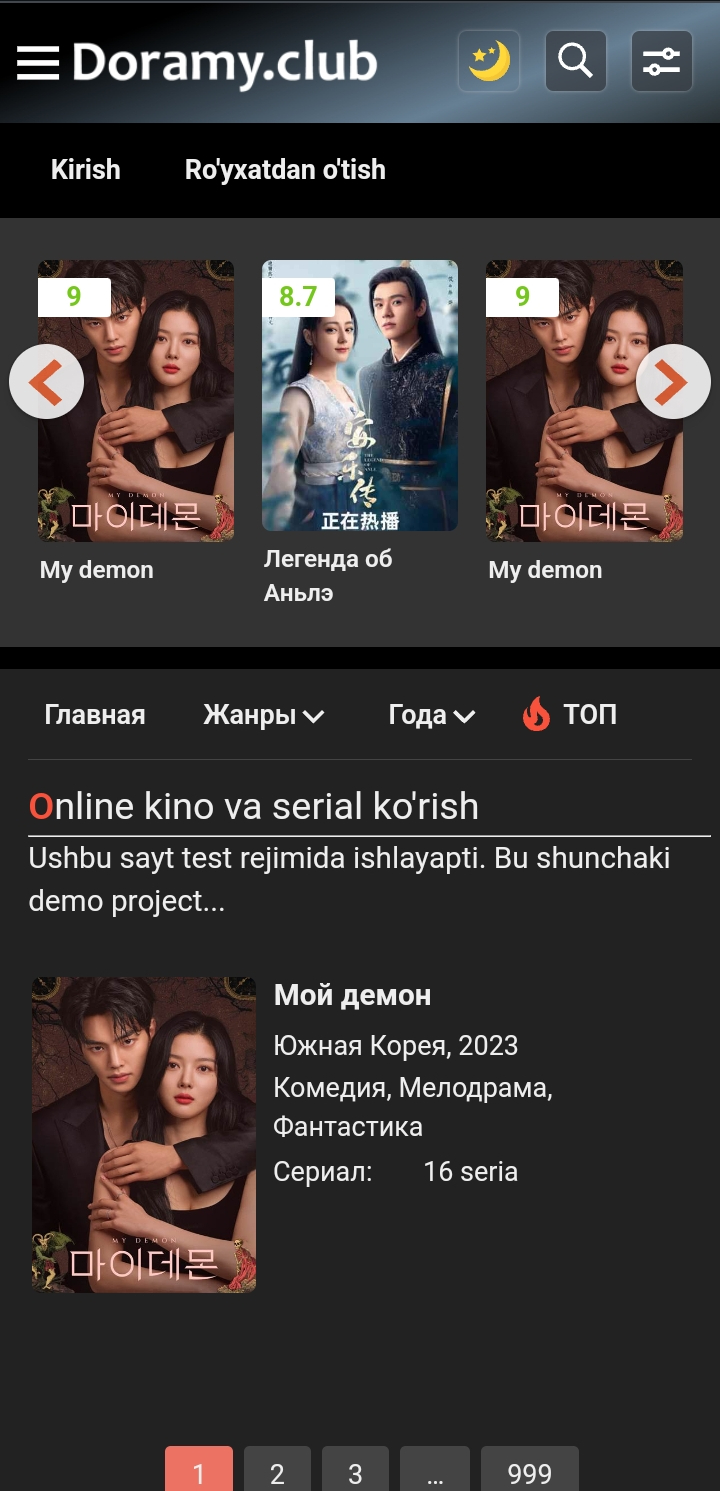 Doramy.club
Kirish Ro'yxatdan o'tish
9 8.7 9
MY DEMON
마이데몬
安乐传
THE LEGEND OF ANLE
正在热播
MY DEMON
마이데몬
My demon
Легенда об
Аньлэ
My demon
Главная Жанры Года ТОП
Online kino va serial ko'rish
Ushbu sayt test rejimida ishlayapti. Bu shunchaki
demo project...
MY DEMON
마이데몬
Мой демон
Южная Корея, 2023
Комедия, Мелодрама,
Фантастика
Сериал: 16 seria
1 2 3 ... 999